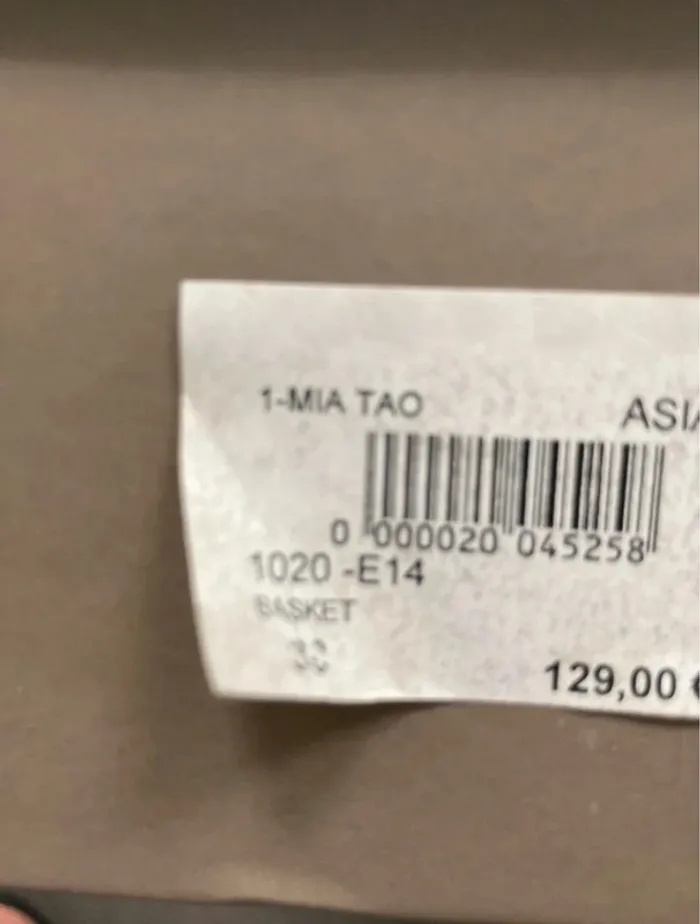 1-MIA TAO ASIA
0 000020 045258
1020 -E14
BASKET
129,00 €